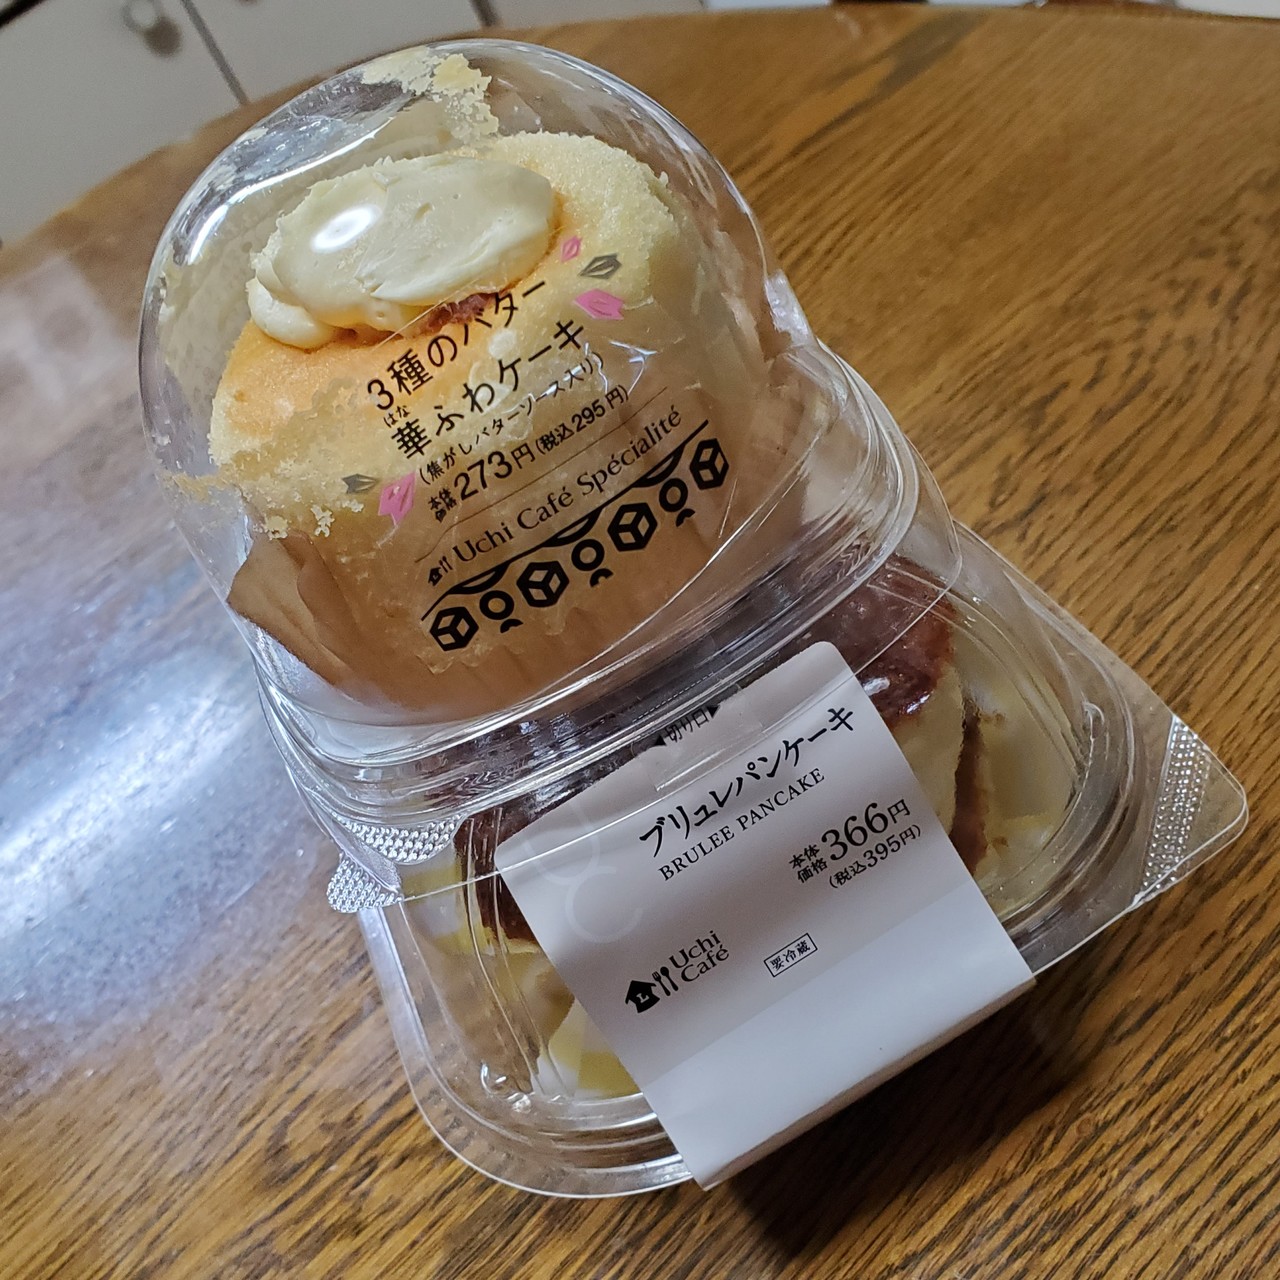 3種のバター
はな
華ふわケーキ
(焦がしバターソース入り)
本体価格273円(税込295円)
Uchi Café Spécialité
◀切り口▶
ブリュレパンケーキ
BRULEE PANCAKE
本体価格366円
(税込395円)
Uchi
Café
要冷蔵